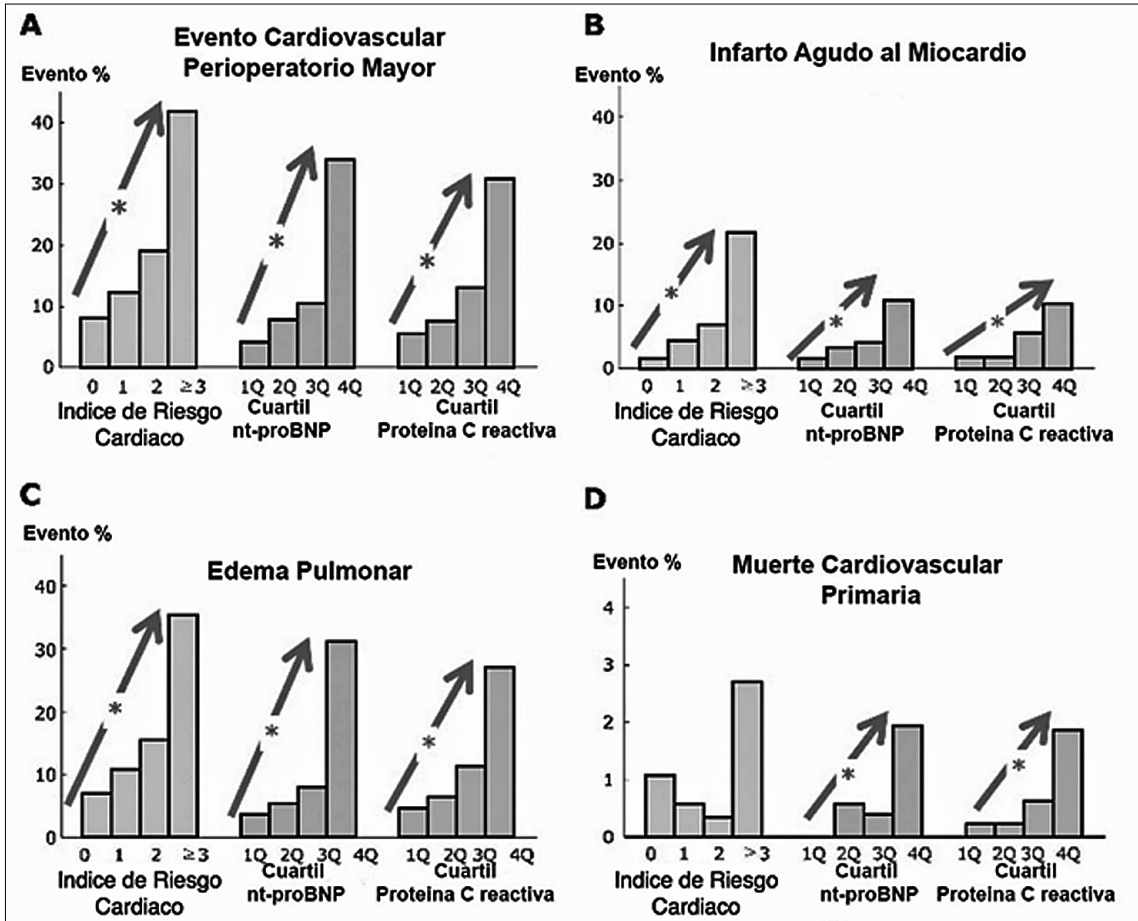 A
Evento Cardiovascular
Perioperatorio Mayor
Evento %
40
30
20
10
0
*
*
*
0 1 2 ≥3
1Q 2Q 3Q 4Q
1Q 2Q 3Q 4Q
Indice de Riesgo
Cardiaco
Cuartil
nt-proBNP
Cuartil
Proteina C reactiva
B
Infarto Agudo al Miocardio
Evento %
40
30
20
10
0
*
*
*
0 1 2 ≥3
1Q 2Q 3Q 4Q
1Q 2Q 3Q 4Q
Indice de Riesgo
Cardiaco
Cuartil
nt-proBNP
Cuartil
Proteina C reactiva
C
Evento %
Edema Pulmonar
40
30
20
10
0
*
*
*
0 1 2 ≥3
1Q 2Q 3Q 4Q
1Q 2Q 3Q 4Q
Indice de Riesgo
Cardiaco
Cuartil
nt-proBNP
Cuartil
Proteina C reactiva
D
Evento %
Muerte Cardiovascular
Primaria
4
3
2
1
0
*
*
0 1 2 >3
1Q 2Q 3Q 4Q
1Q 2Q 3Q 4Q
Indice de Riesgo
Cardiaco
Cuartil
nt-proBNP
Cuartil
Proteina C reactiva